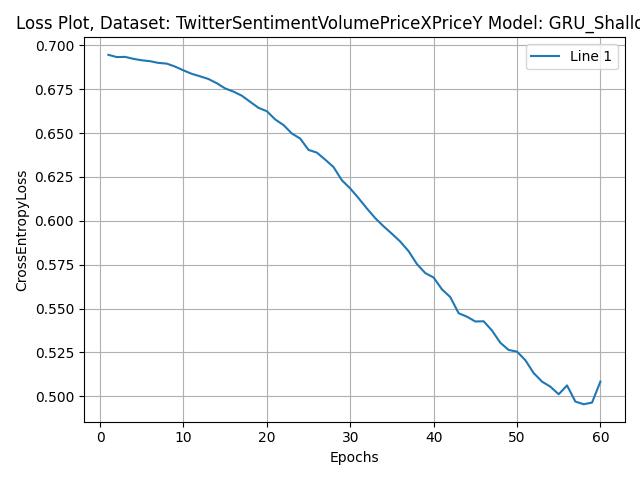 Loss Plot, Dataset: TwitterSentimentVolumePriceXPriceY Model: GRU_Shallo
Line 1
0.700
0.675
0.650
0.625
0.600
0.575
0.550
0.525
0.500
CrossEntropyLoss
0 10 20 30 40 50 60
Epochs